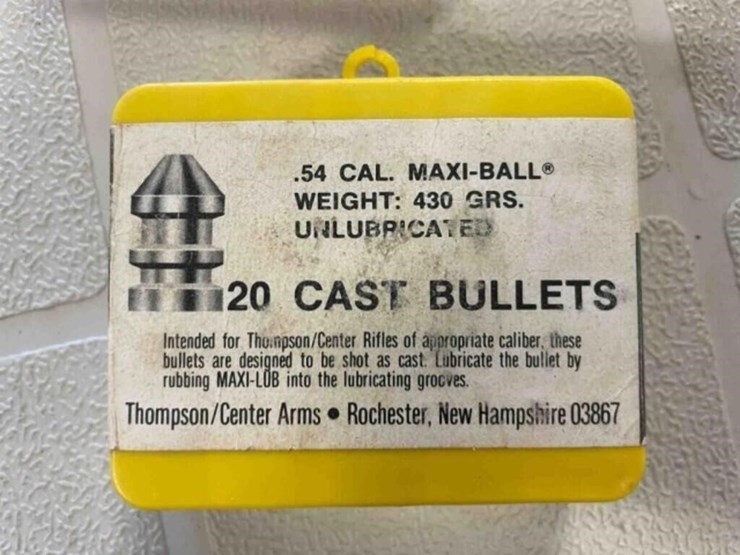 .54 CAL. MAXI-BALL®
WEIGHT: 430 GRS.
UNLUBRICATED
20 CAST BULLETS
Intended for Thompson/Center Rifles of appropriate caliber, these
bullets are designed to be shot as cast. Lubricate the bullet by
rubbing MAXI-LUB into the lubricating grooves.
Thompson/Center Arms • Rochester, New Hampshire 03867